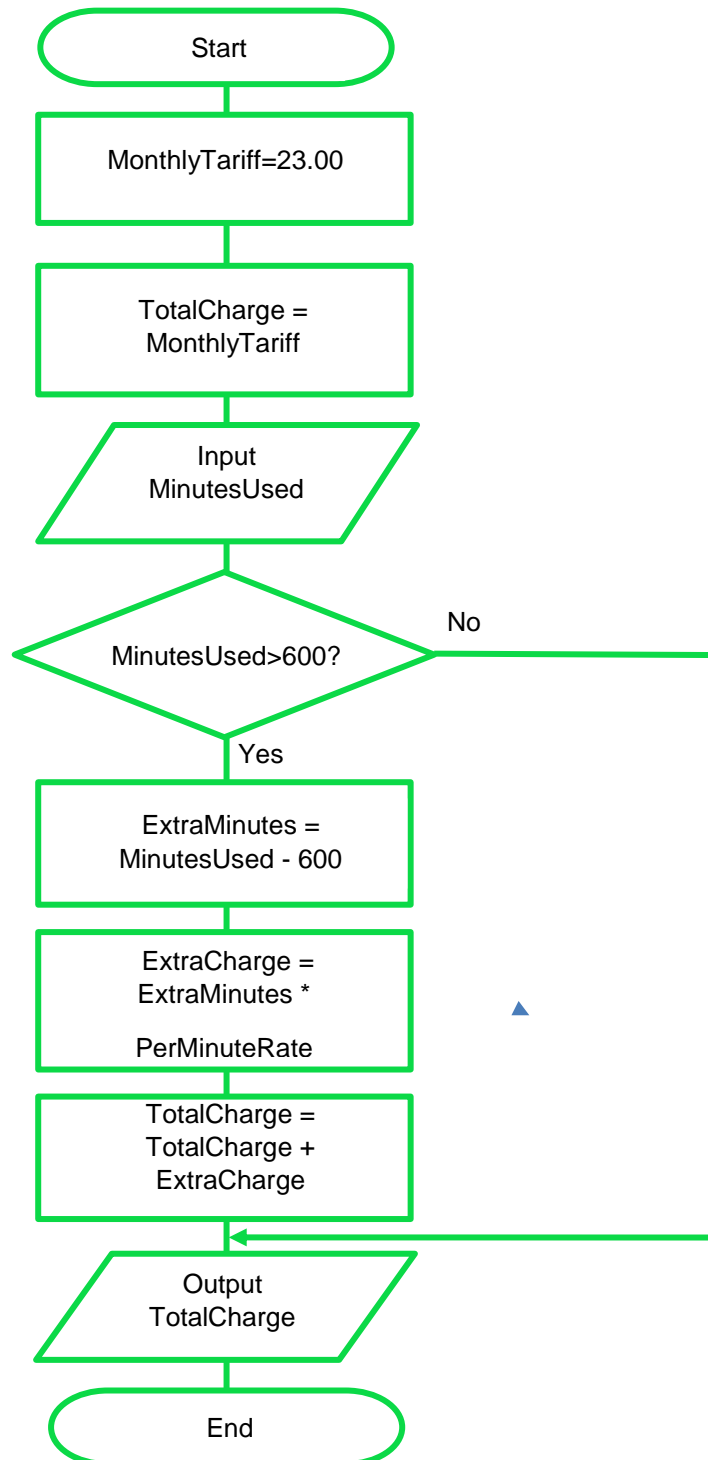 Start
MonthlyTariff=23.00
TotalCharge =
MonthlyTariff
Input
MinutesUsed
No
MinutesUsed>600?
Yes
ExtraMinutes =
MinutesUsed - 600
ExtraCharge =
ExtraMinutes *
PerMinuteRate
TotalCharge =
TotalCharge +
ExtraCharge
Output
TotalCharge
End